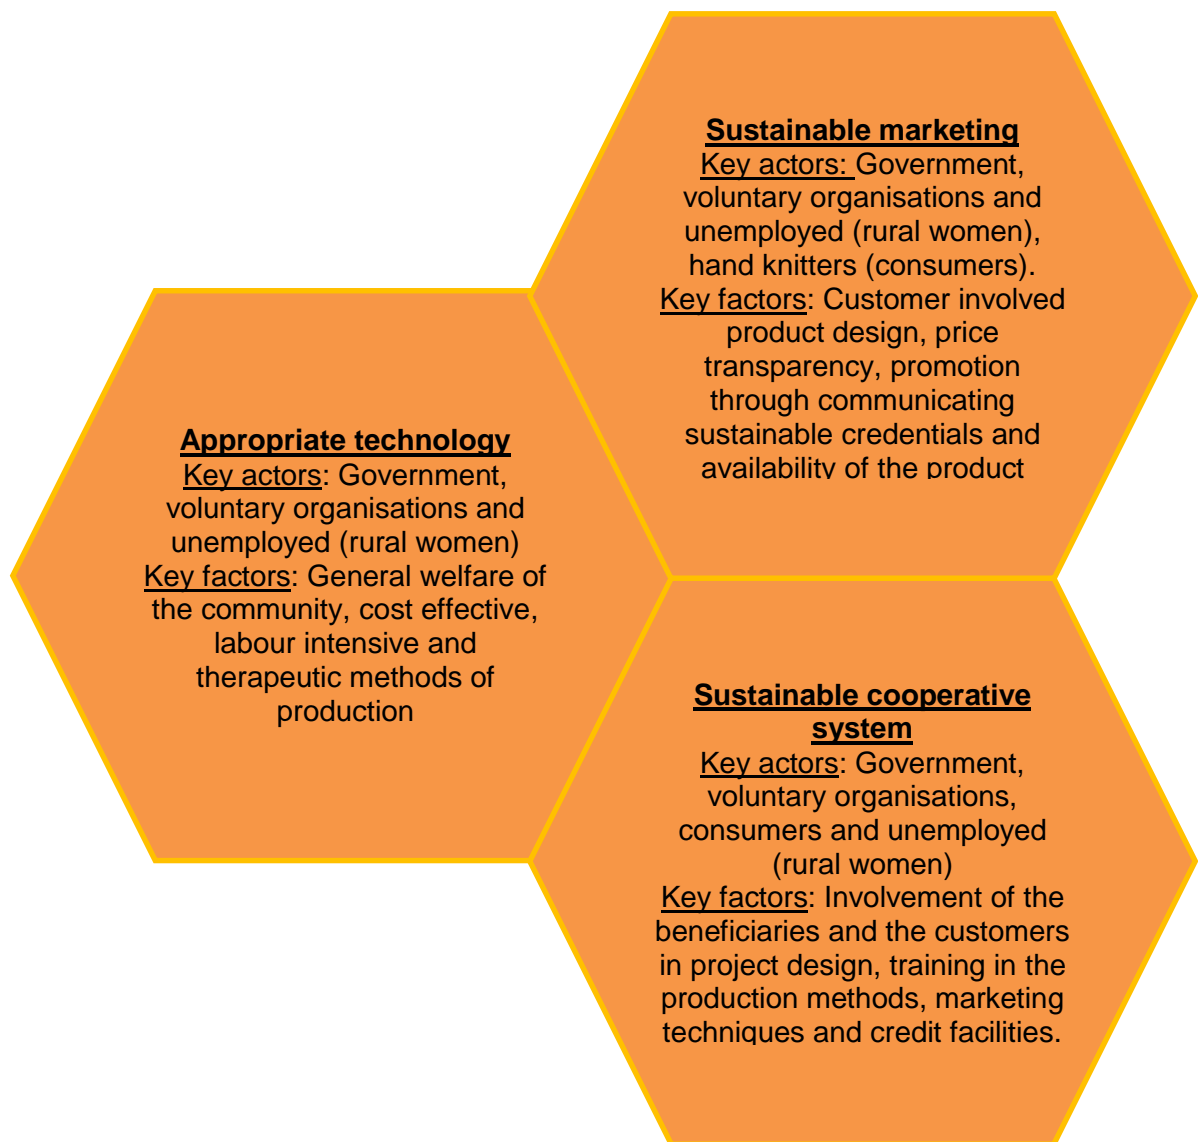 Sustainable marketing
Key actors: Government,
voluntary organisations and
unemployed (rural women),
hand knitters (consumers).
Key factors: Customer involved
product design, price
transparency, promotion
through communicating
sustainable credentials and
availability of the product
Appropriate technology
Key actors: Government,
voluntary organisations and
unemployed (rural women)
Key factors: General welfare of
the community, cost effective,
labour intensive and
therapeutic methods of
production
Sustainable cooperative
system
Key actors: Government,
voluntary organisations,
consumers and unemployed
(rural women)
Key factors: Involvement of the
beneficiaries and the customers
in project design, training in the
production methods, marketing
techniques and credit facilities.